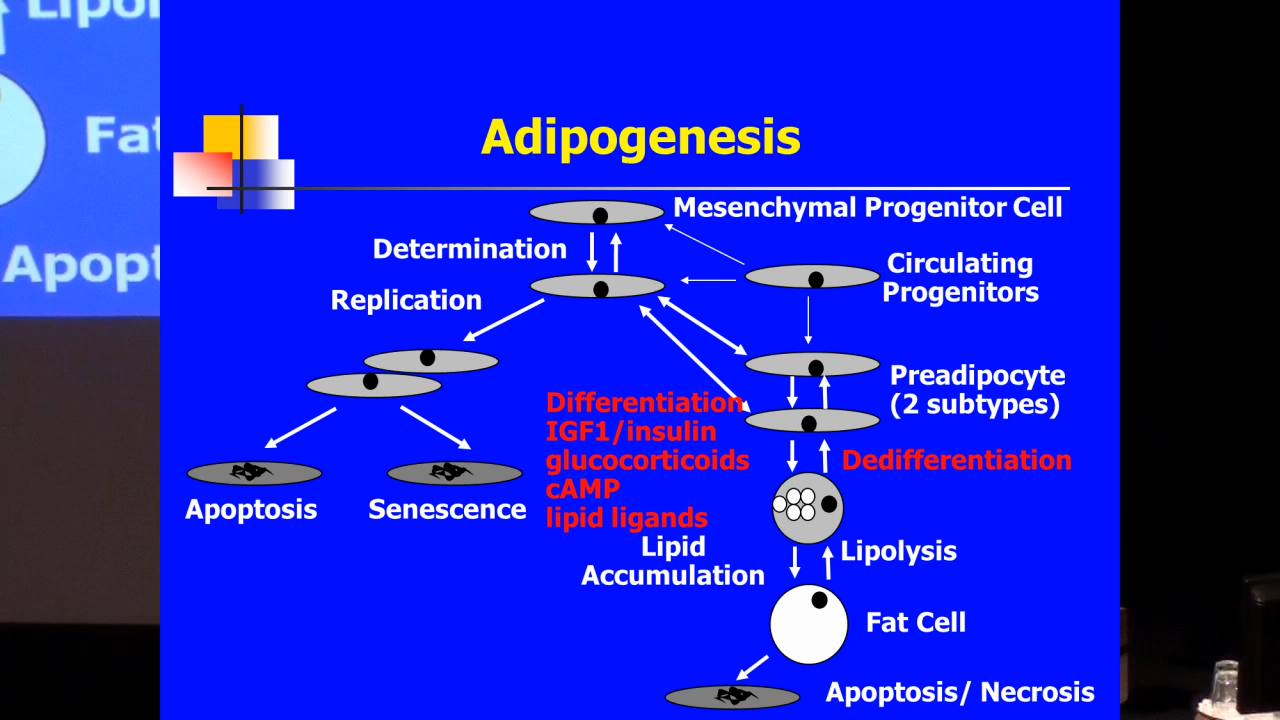 Lipol
Fat
Apopt
Adipogenesis
Mesenchymal Progenitor Cell
Determination
Circulating
Progenitors
Replication
Preadipocyte
(2 subtypes)
Differentiation
IGF1/insulin
glucocorticoids
cAMP
lipid ligands
Dedifferentiation
Apoptosis
Senescence
Lipid
Accumulation
Lipolysis
Fat Cell
Apoptosis/ Necrosis